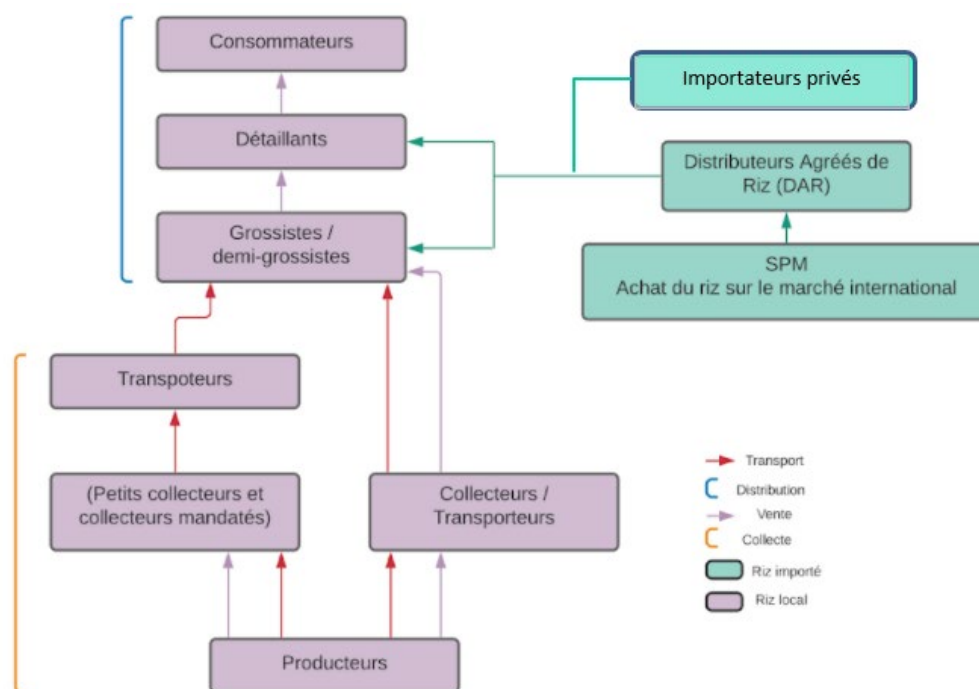 Consommateurs
Importateurs privés
Détaillants
Distributeurs Agréés de
Riz (DAR)
Grossistes /
demi-grossistes
SPM
Achat du riz sur le marché international
Transpoteurs
(Petits collecteurs et
collecteurs mandatés)
Collecteurs /
Transporteurs
Producteurs
Transport
Distribution
Vente
Collecte
Riz importé
Riz local